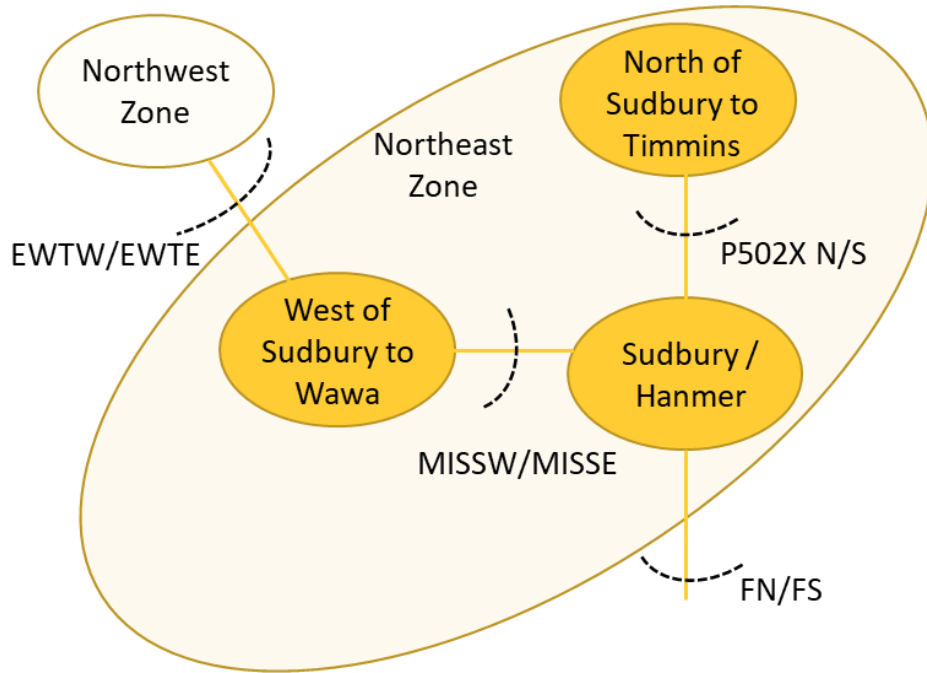 Northwest
Zone
North of
Sudbury to
Timmins
Northeast
Zone
EWTW/EWTE
P502X N/S
West of
Sudbury to
Wawa
Sudbury /
Hanmer
MISSW/MISSE
FN/FS